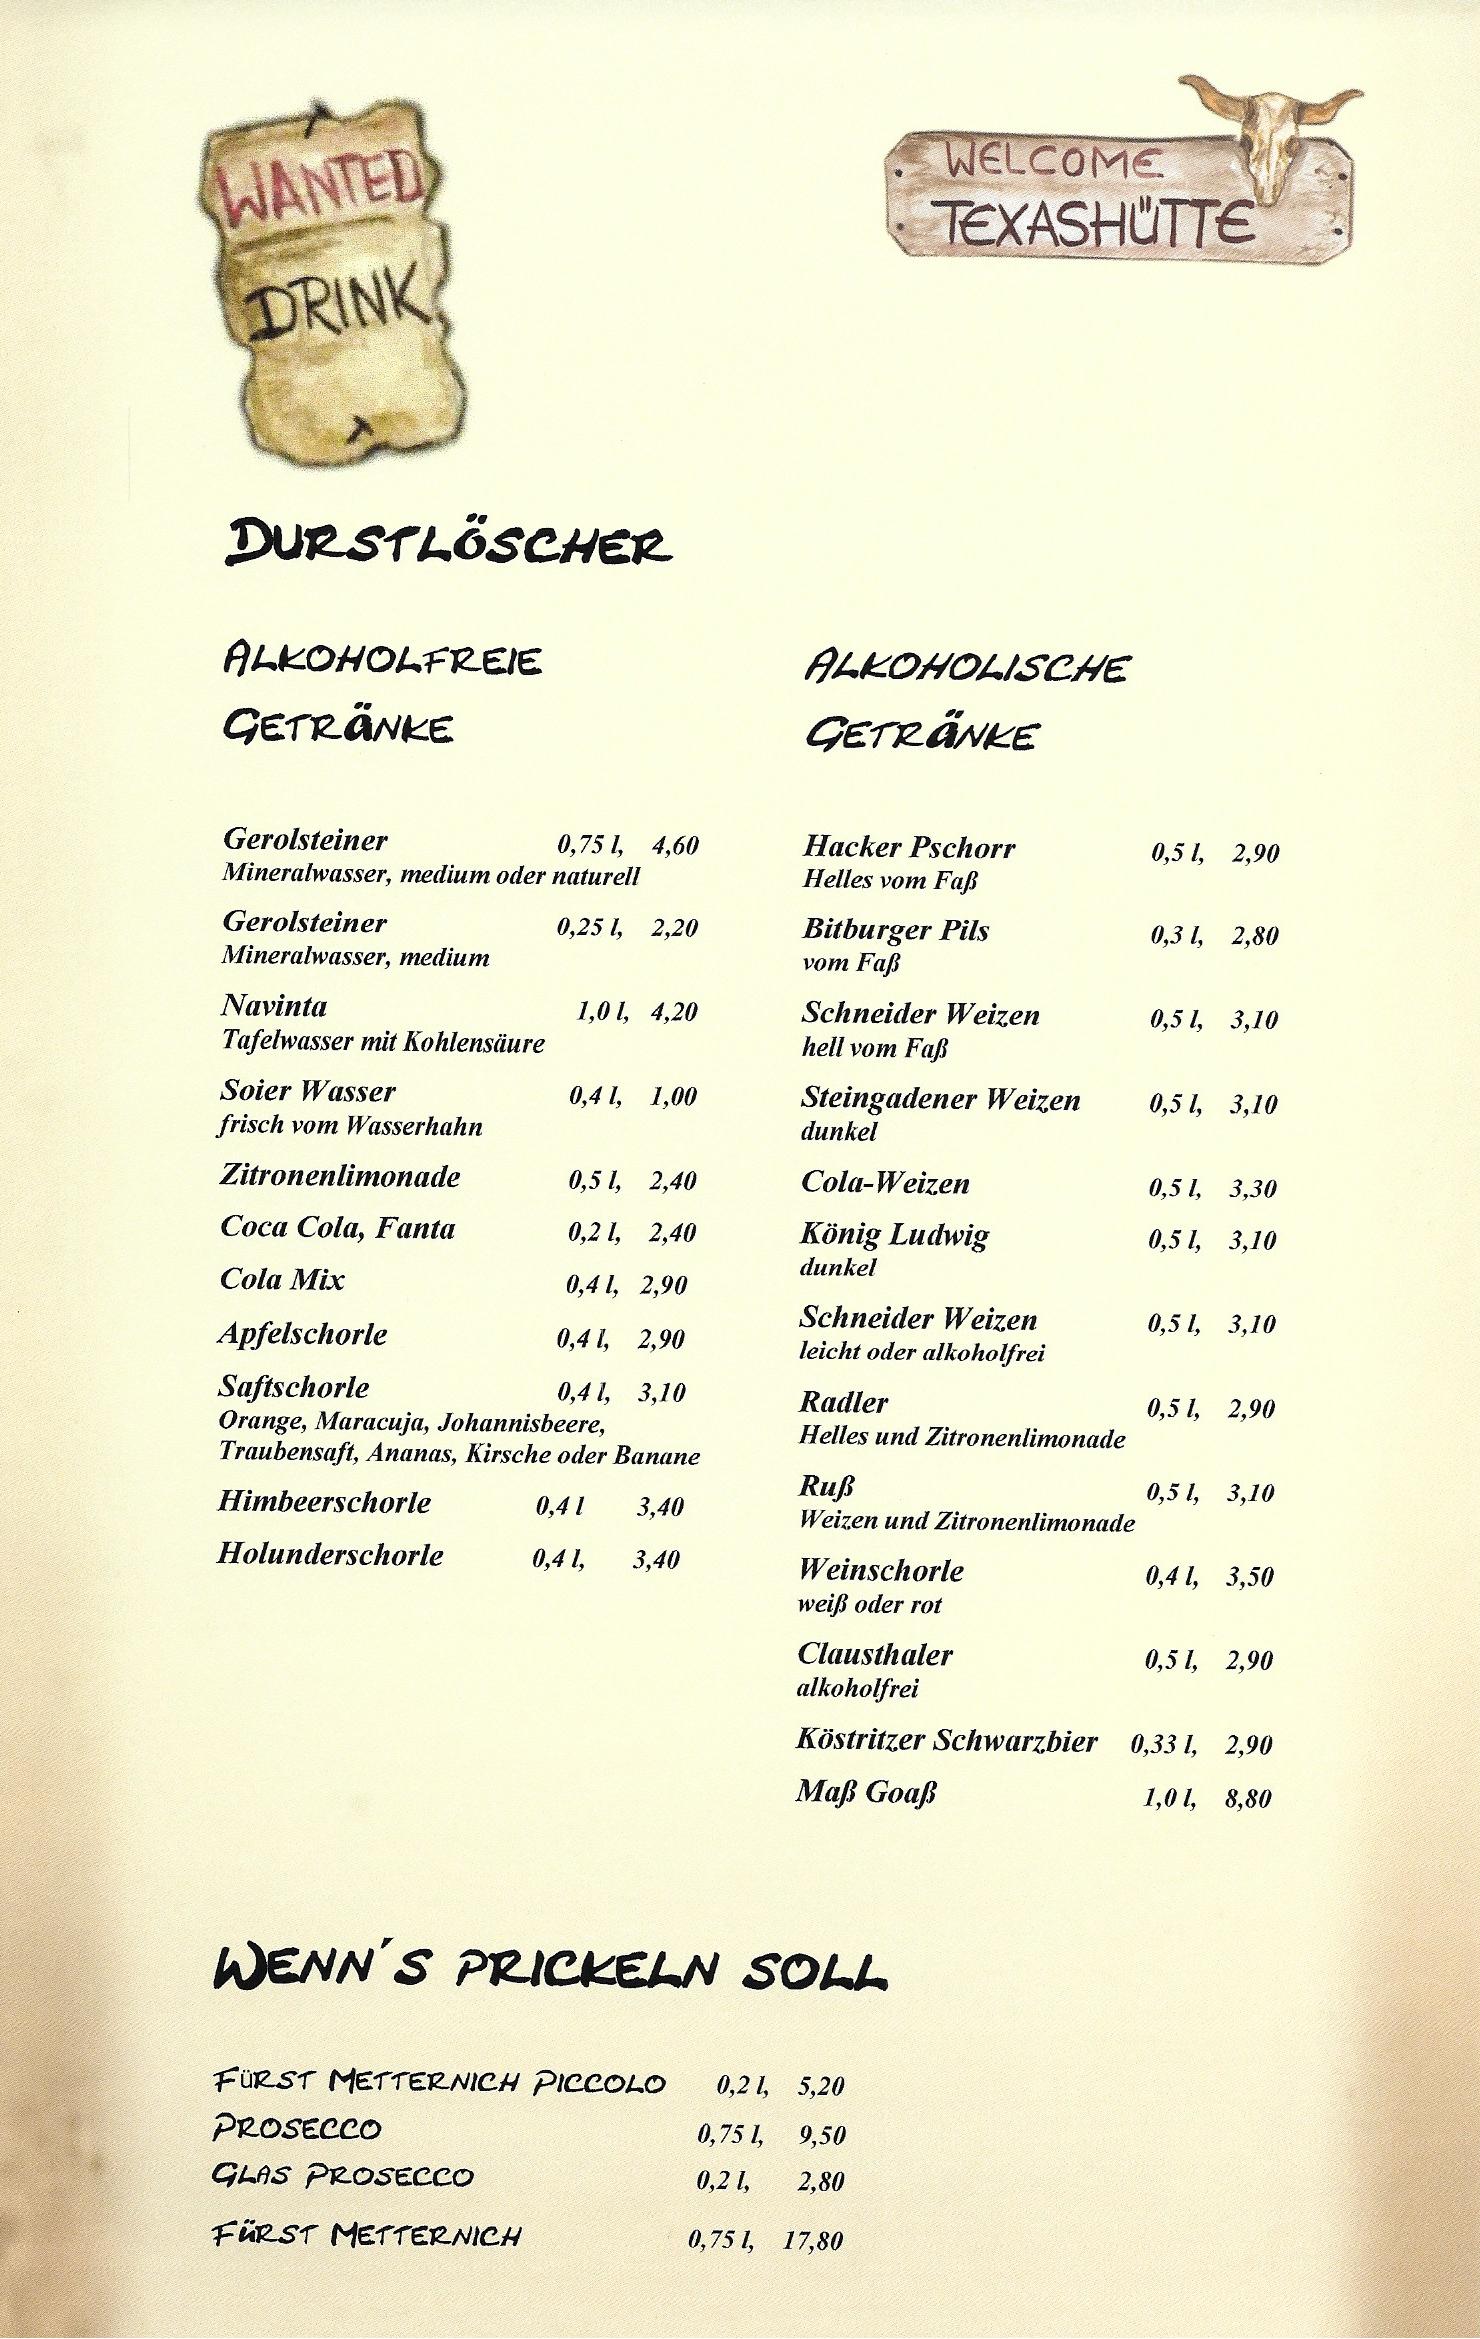 WANTED
DRINK
WELCOME
TEXASHÜTTE
DURSTLÖSCHER
ALKOHOLFREIE
GETRÄNKE
Gerolsteiner 0,75 l, 4,60
Mineralwasser, medium oder naturell
Gerolsteiner 0,25 l, 2,20
Mineralwasser, medium
Navinta 1,0 l, 4,20
Tafelwasser mit Kohlensäure
Soier Wasser 0,4 l, 1,00
frisch vom Wasserhahn
Zitronenlimonade 0,5 l, 2,40
Coca Cola, Fanta 0,2 l, 2,40
Cola Mix 0,4 l, 2,90
Apfelschorle 0,4 l, 2,90
Saftschorle 0,4 l, 3,10
Orange, Maracuja, Johannisbeere,
Traubensaft, Ananas, Kirsche oder Banane
Himbeerschorle 0,4 l 3,40
Holunderschorle 0,4 l, 3,40
ALKOHOLISCHE
GETRÄNKE
Hacker Pschorr 0,5 l, 2,90
Helles vom Faß
Bitburger Pils 0,3 l, 2,80
vom Faß
Schneider Weizen 0,5 l, 3,10
hell vom Faß
Steingadener Weizen 0,5 l, 3,10
dunkel
Cola-Weizen 0,5 l, 3,30
König Ludwig 0,5 l, 3,10
dunkel
Schneider Weizen 0,5 l, 3,10
leicht oder alkoholfrei
Radler 0,5 l, 2,90
Helles und Zitronenlimonade
Ruß 0,5 l, 3,10
Weizen und Zitronenlimonade
Weinschorle 0,4 l, 3,50
weiß oder rot
Clausthaler 0,5 l, 2,90
alkoholfrei
Köstritzer Schwarzbier 0,33 l, 2,90
Maß Goaß 1,0 l, 8,80
WENN´S PRICKELN SOLL
FÜRST METTERNICH PICCOLO 0,2 l, 5,20
PROSECCO 0,75 l, 9,50
GLAS PROSECCO 0,2 l, 2,80
FÜRST METTERNICH 0,75 l, 17,80